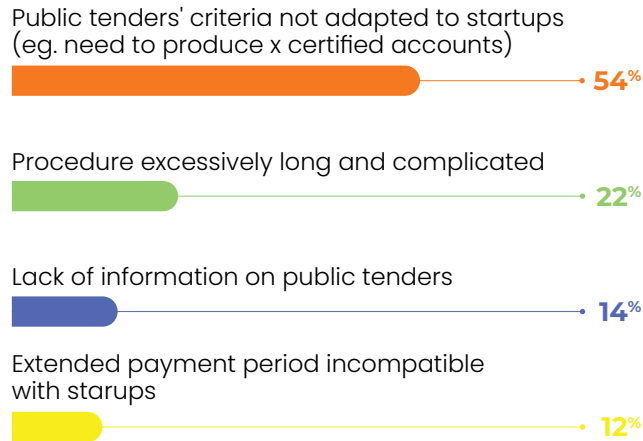 Public tenders' criteria not adapted to startups
(eg. need to produce x certified accounts)
54%
Procedure excessively long and complicated
22%
Lack of information on public tenders
14%
Extended payment period incompatible
with starups
12%